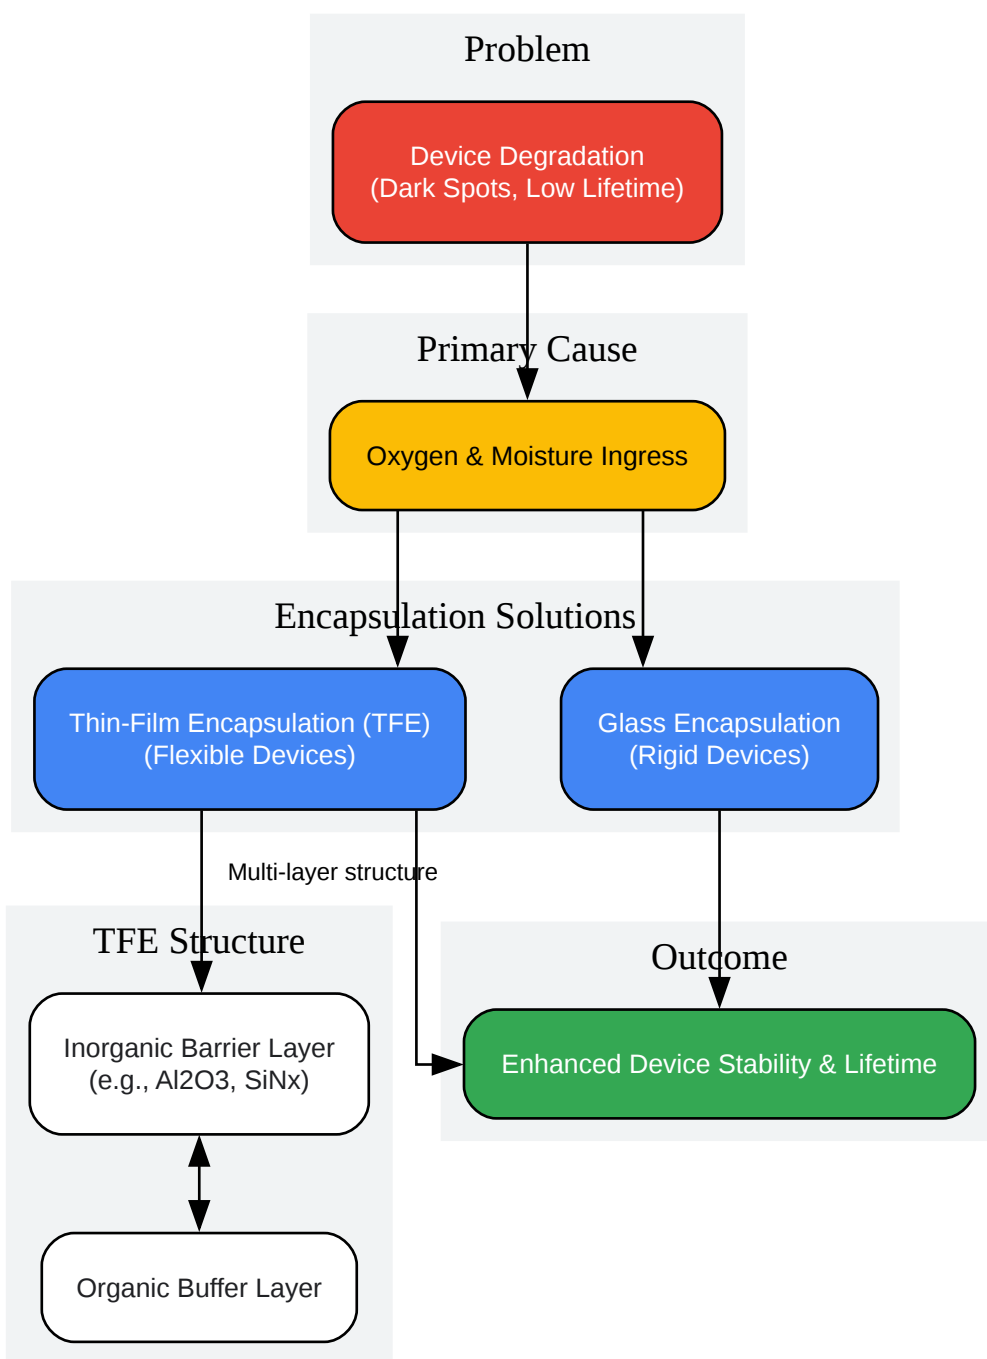 Problem
Device Degradation
(Dark Spots, Low Lifetime)
Primary Cause
Oxygen & Moisture Ingress
Encapsulation Solutions
Thin-Film Encapsulation (TFE)
(Flexible Devices)
Glass Encapsulation
(Rigid Devices)
Multi-layer structure
TFE Structure
Inorganic Barrier Layer
(e.g., Al2O3, SiNx)
Organic Buffer Layer
Outcome
Enhanced Device Stability & Lifetime